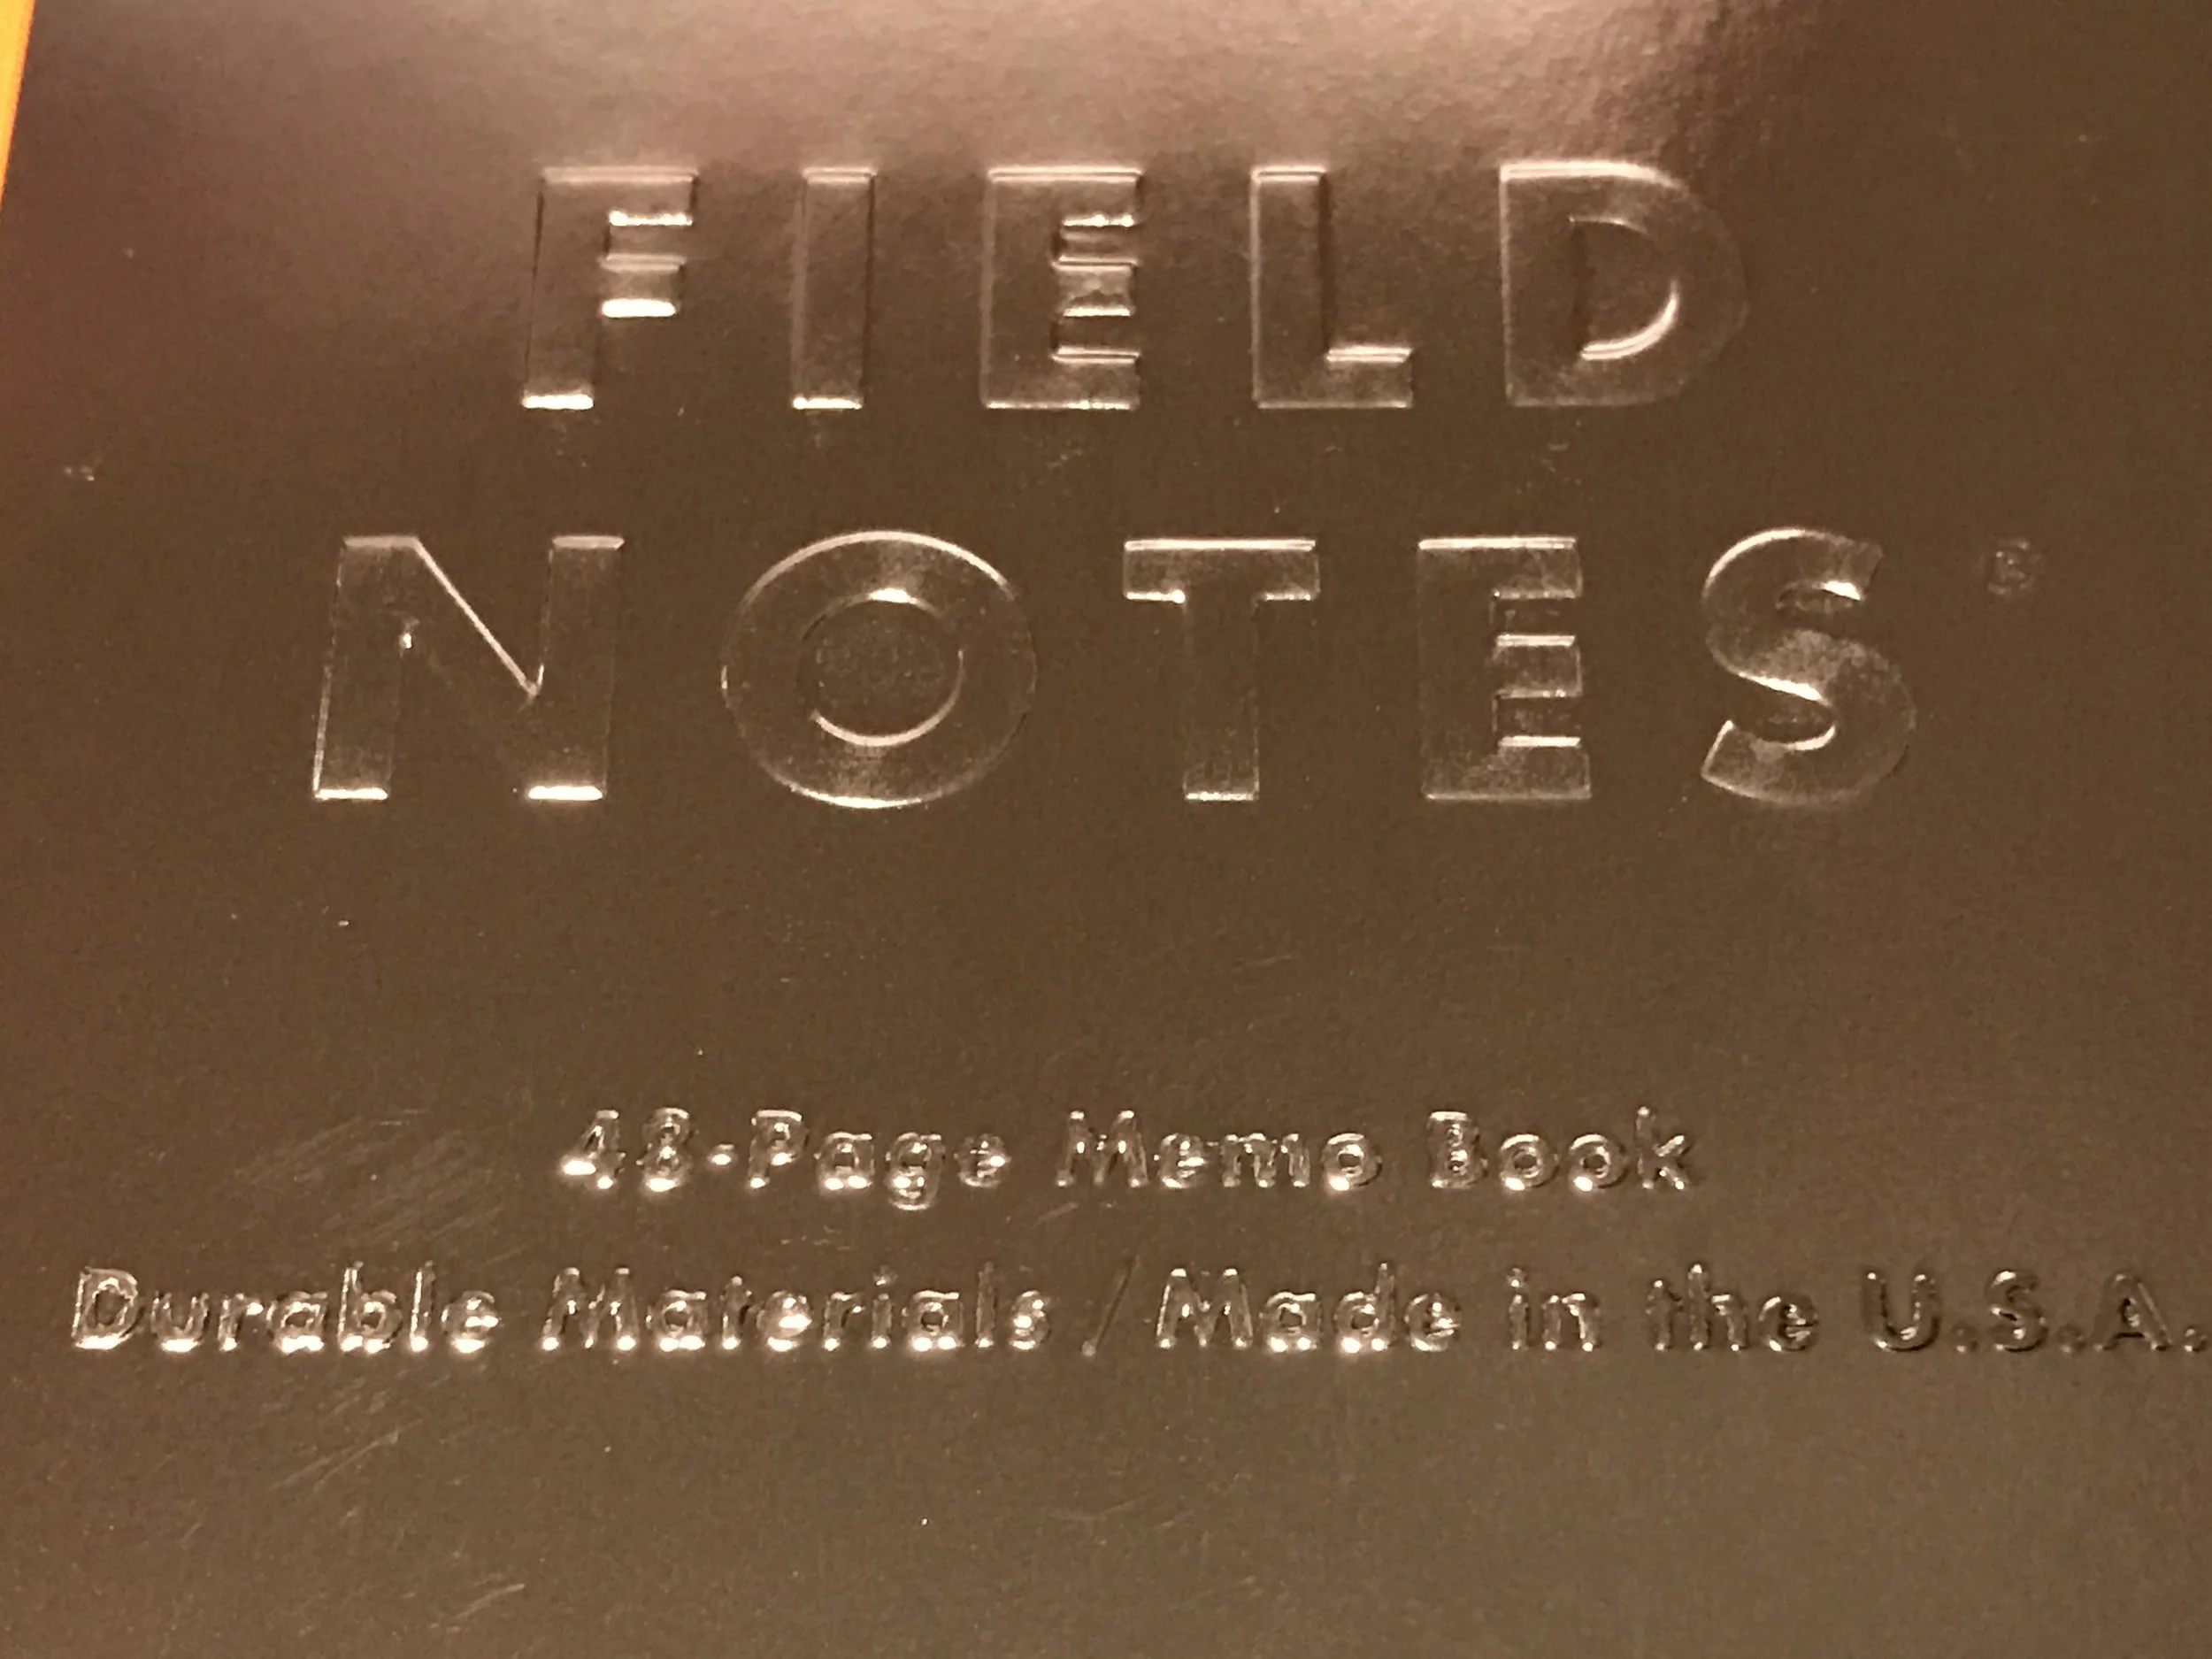 FIELD
NOTES®
48-Page Memo Book
Durable Materials / Made in the U.S.A.